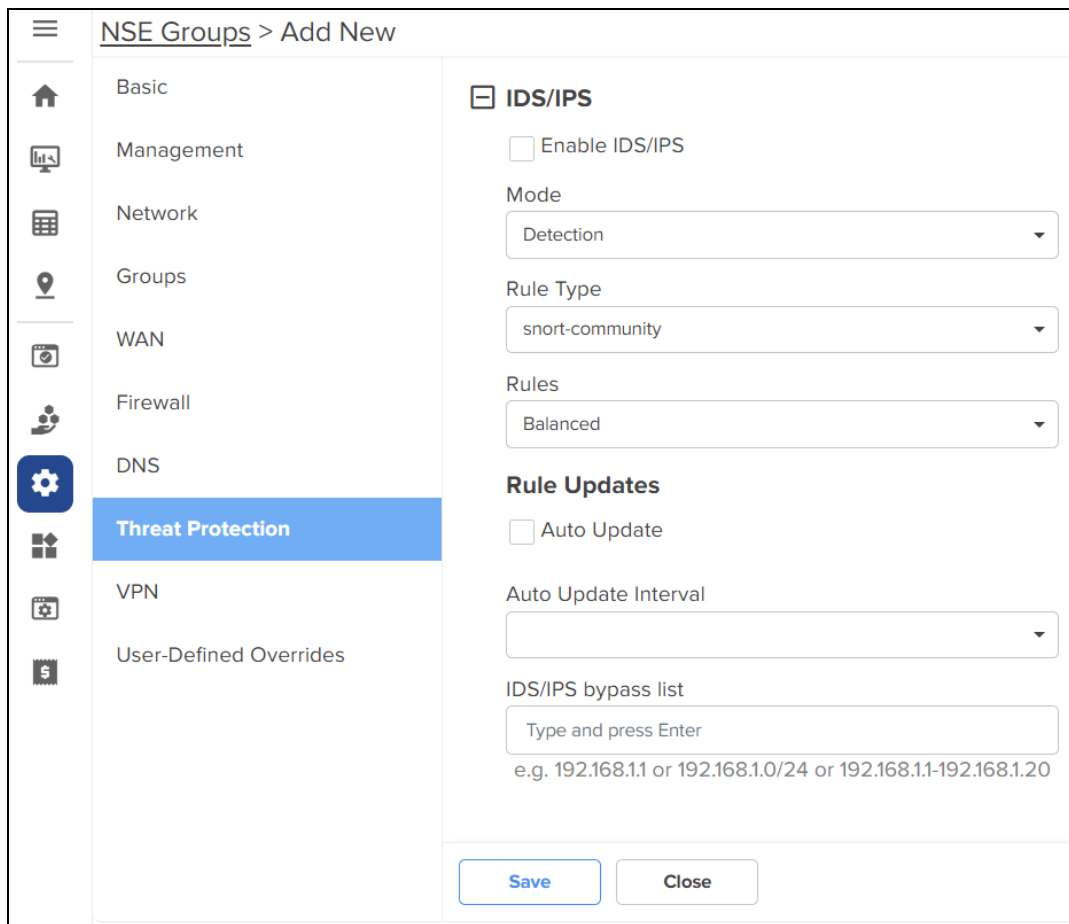 NSE Groups > Add New
Basic
Management
Network
Groups
WAN
Firewall
DNS
Threat Protection
VPN
User-Defined Overrides
IDS/IPS
Enable IDS/IPS
Mode
Detection
Rule Type
snort-community
Rules
Balanced
Rule Updates
Auto Update
Auto Update Interval
IDS/IPS bypass list
Type and press Enter
e.g. 192.168.1.1 or 192.168.1.0/24 or 192.168.1.1-192.168.1.20
Save
Close